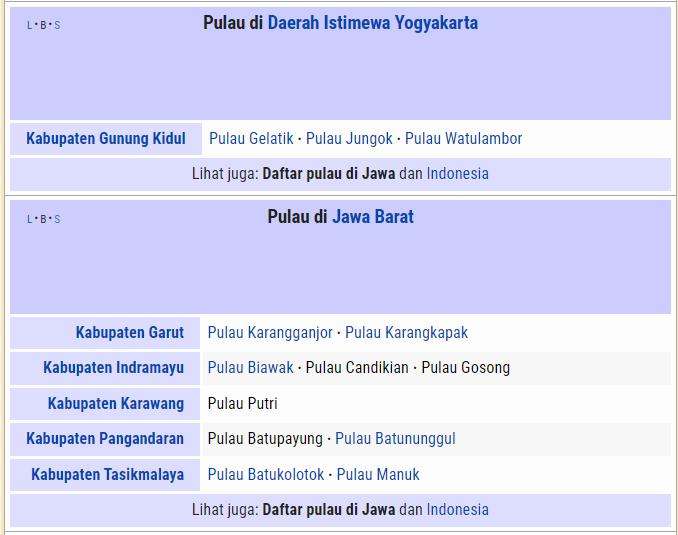 L · B · S
Pulau di Daerah Istimewa Yogyakarta
Kabupaten Gunung Kidul Pulau Gelatik · Pulau Jungok · Pulau Watulambor
Lihat juga: Daftar pulau di Jawa dan Indonesia
L · B · S
Pulau di Jawa Barat
Kabupaten Garut Pulau Karangganjor · Pulau Karangkapak
Kabupaten Indramayu Pulau Biawak · Pulau Candikian · Pulau Gosong
Kabupaten Karawang Pulau Putri
Kabupaten Pangandaran Pulau Batupayung · Pulau Batununggul
Kabupaten Tasikmalaya Pulau Batukolotok · Pulau Manuk
Lihat juga: Daftar pulau di Jawa dan Indonesia